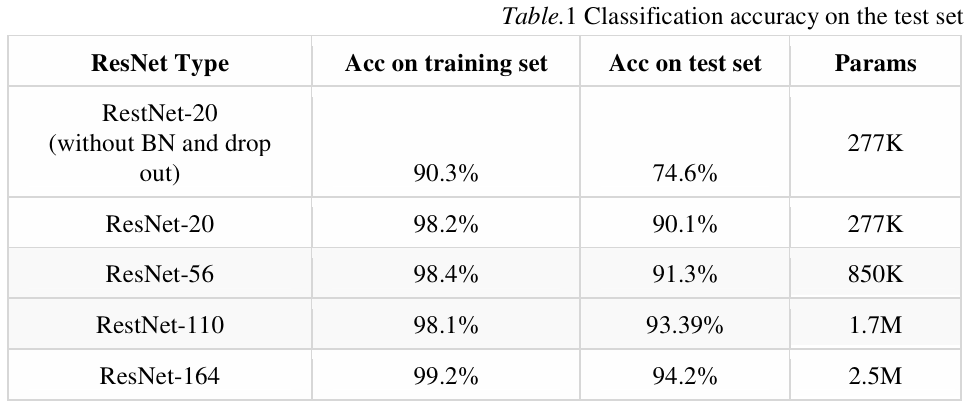 Table.1 Classification accuracy on the test set
ResNet Type Acc on training set Acc on test set Params
RestNet-20
(without BN and drop
out) 90.3% 74.6% 277K
ResNet-20 98.2% 90.1% 277K
ResNet-56 98.4% 91.3% 850K
RestNet-110 98.1% 93.39% 1.7M
ResNet-164 99.2% 94.2% 2.5M